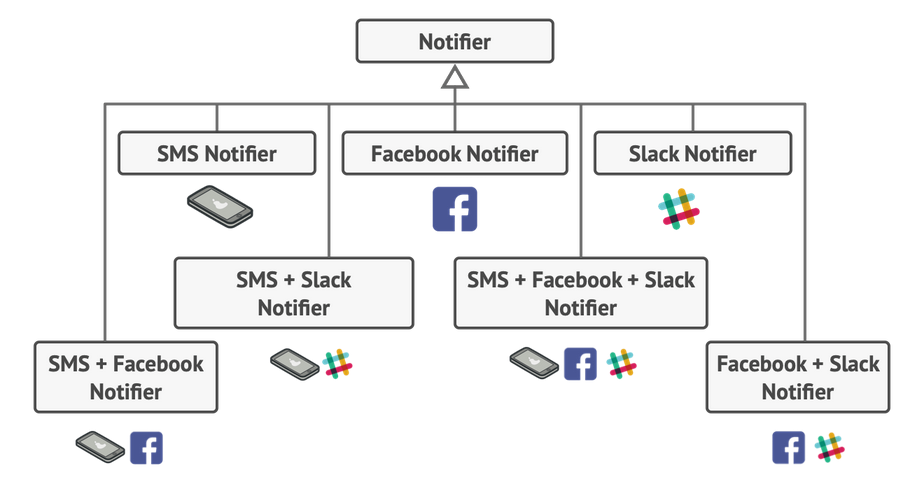 Notifier
SMS Notifier
Facebook Notifier
Slack Notifier
SMS + Slack
Notifier
SMS + Facebook + Slack
Notifier
SMS + Facebook
Notifier
Facebook + Slack
Notifier